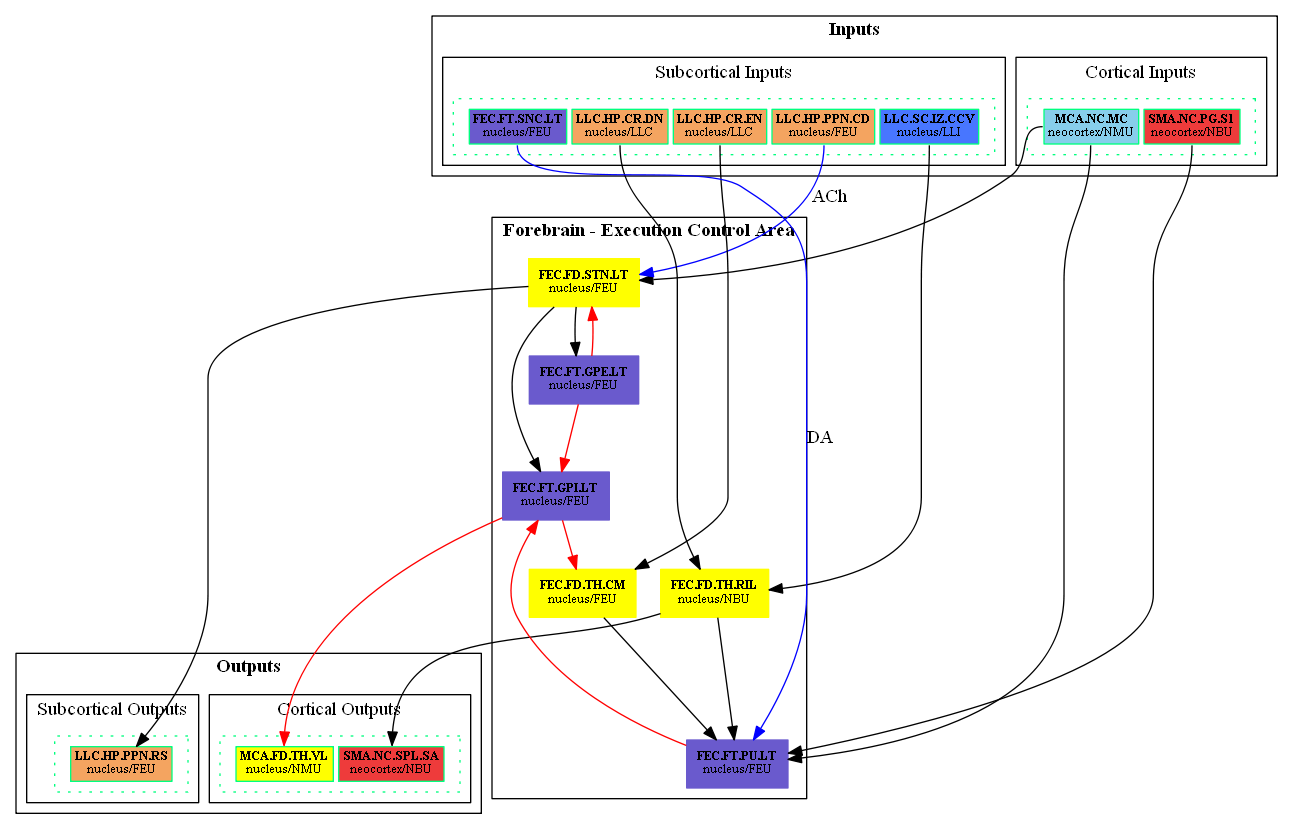 Inputs
Subcortical Inputs
Cortical Inputs
FEC.FT.SNC.LT
nucleus/FEU
LLC.HP.CR.DN
nucleus/LLC
LLC.HP.CR.EN
nucleus/LLC
LLC.HP.PPN.CD
nucleus/FEU
LLC.SC.IZ.CCV
nucleus/LLI
MCA.NC.MC
neocortex/NMU
SMA.NC.PG.S1
neocortex/NBU
ACh
Forebrain - Execution Control Area
FEC.FD.STN.LT
nucleus/FEU
FEC.FT.GPE.LT
nucleus/FEU
DA
FEC.FT.GPI.LT
nucleus/FEU
FEC.FD.TH.CM
nucleus/FEU
FEC.FD.TH.RIL
nucleus/NBU
FEC.FT.PU.LT
nucleus/FEU
Outputs
Subcortical Outputs
Cortical Outputs
LLC.HP.PPN.RS
nucleus/FEU
MCA.FD.TH.VL
nucleus/NMU
SMA.NC.SPL.SA
neocortex/NBU